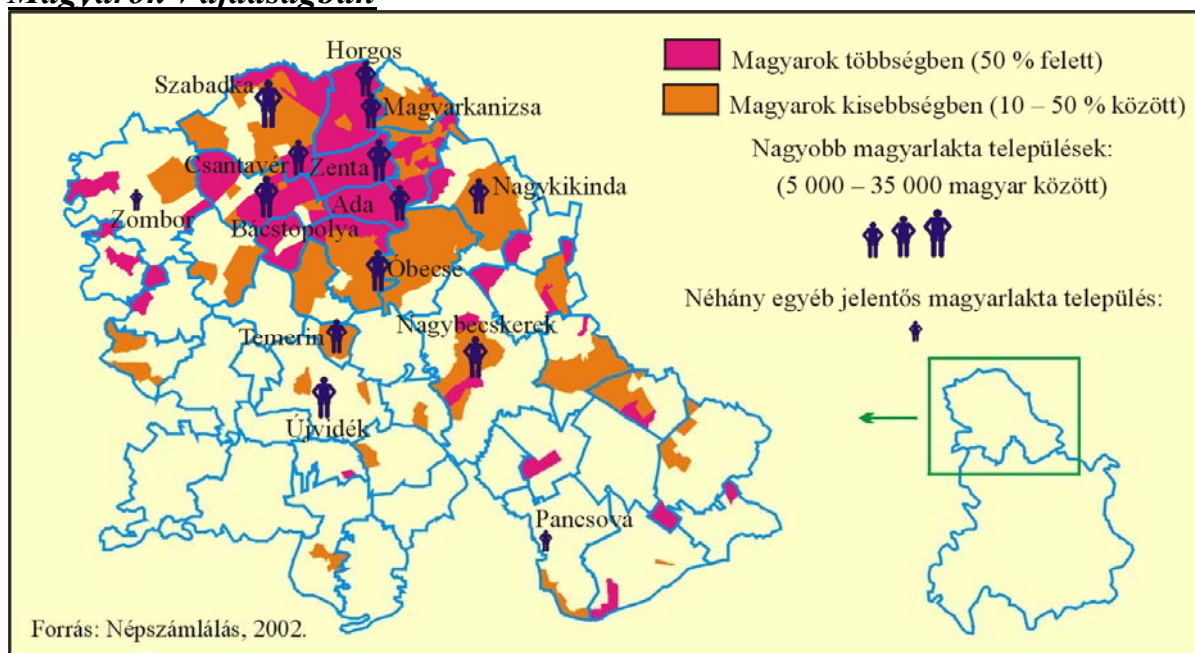 Magyarok Vajdaságban
Horgos
Szabadka
Magyarkanizsa
Csantavér
Zenta
Nagykikinda
Zombor
Ada
Bácstopolya
Óbecse
Temerin
Nagybecskerek
Újvidék
Pancsova
Magyarok többségben (50 % felett)
Magyarok kisebbségben (10 – 50 % között)
Nagyobb magyarlakta települések:
(5 000 – 35 000 magyar között)
Néhány egyéb jelentős magyarlakta település:
Forrás: Népszámlálás, 2002.